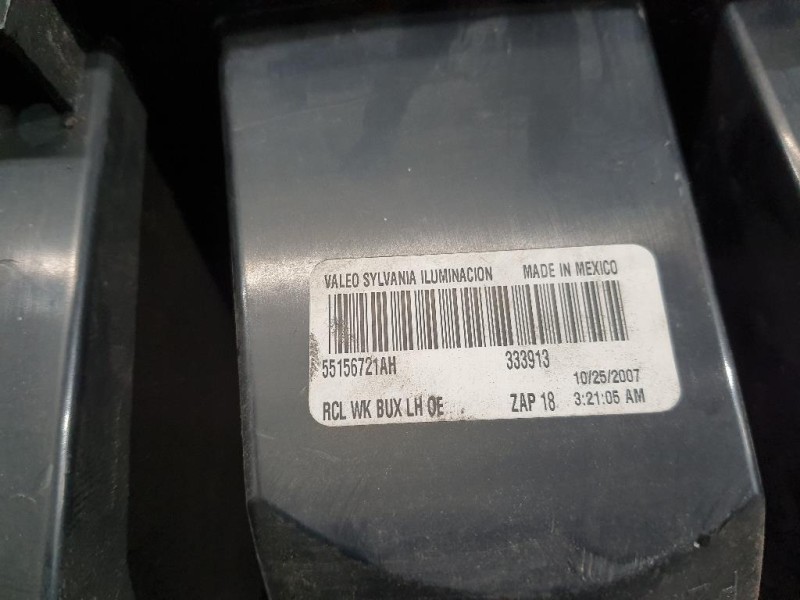 VALEO SYLVANIA ILUMINACION MADE IN MEXICO
55156721AH 333913
10/25/2007
RCL WK BUX LH OE ZAP 18 3:21:05 AM